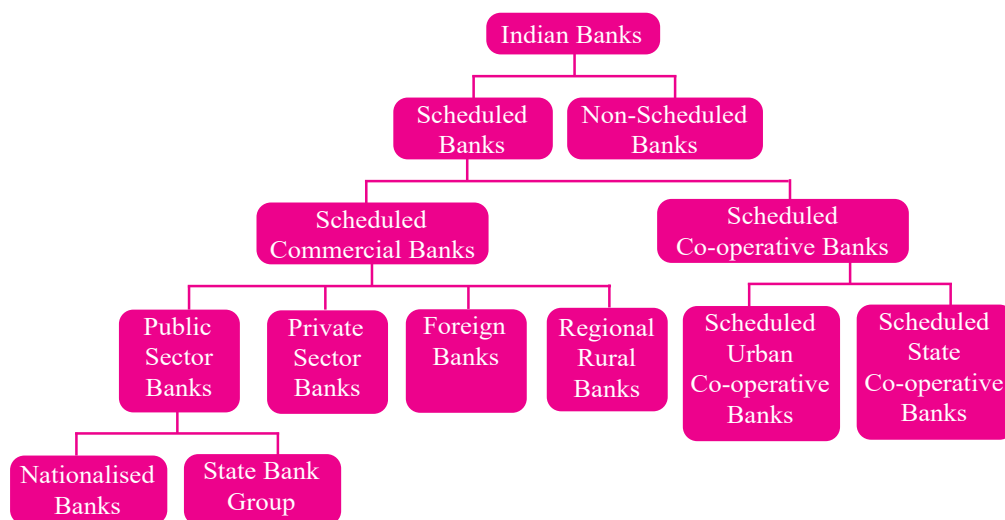 Indian Banks
Scheduled
Banks
Non-Scheduled
Banks
Scheduled
Commercial Banks
Scheduled
Co-operative Banks
Public
Sector
Banks
Private
Sector
Banks
Foreign
Banks
Regional
Rural
Banks
Scheduled
Urban
Co-operative
Banks
Scheduled
State
Co-operative
Banks
Nationalised
Banks
State Bank
Group